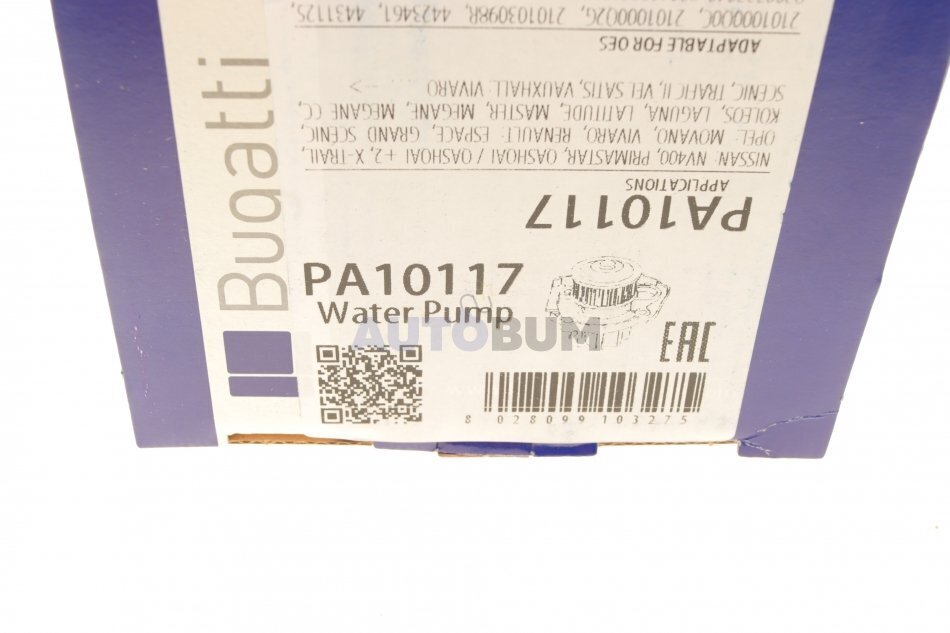 Bugatti
PA10117
Water Pump
AUTOBUM
EAC
8 028099 103275
PA10117
APPLICATIONS
NISSAN: NV400, PRIMASTAR, QASHQAI / QASHQAI + 2, X-TRAIL,
OPEL: MOVANO, VIVARO, RENAULT: ESPACE, GRAND SCENIC,
KOLEOS, LAGUNA, LATITUDE, MASTER, MEGANE, MEGANE CC,
SCENIC, TRAFIC II, VEL SATIS, VAUXHALL: VIVARO ··· ->
ADAPTABLE FOR OES
210100000C, 210100002G, 210103098R, 4423461, 4431125,